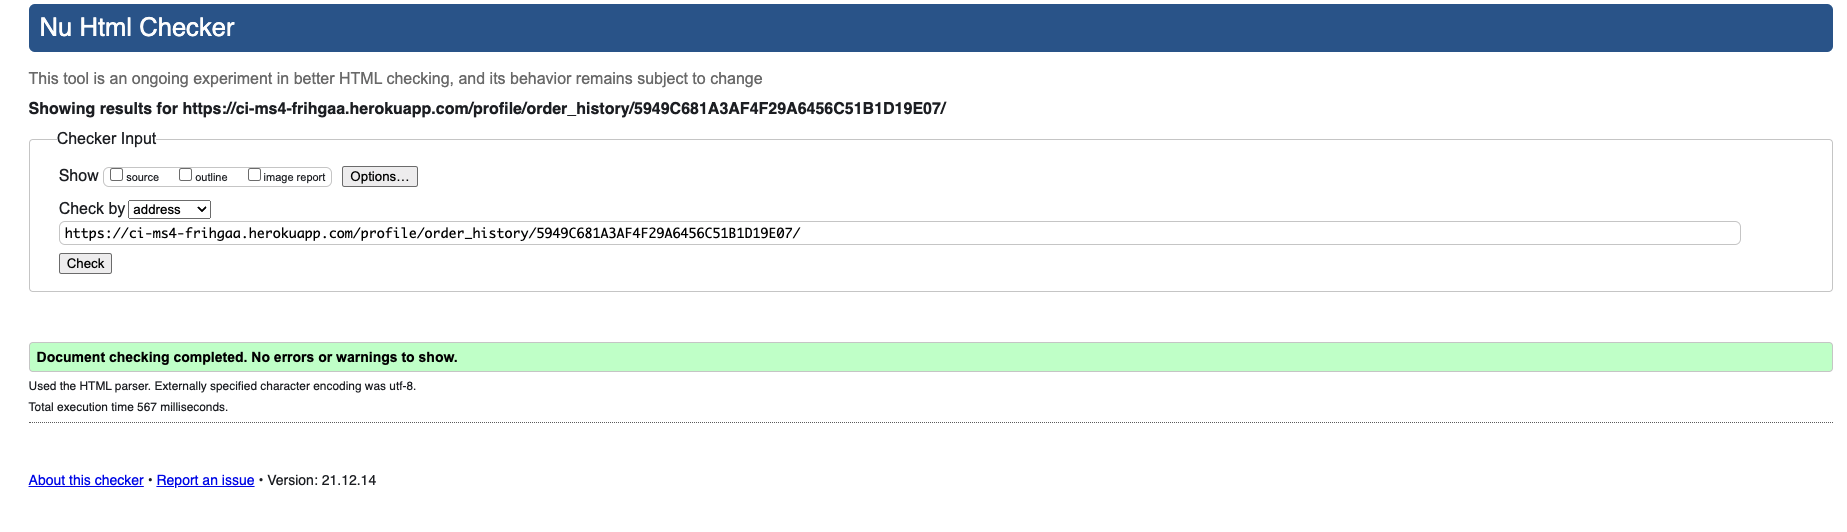 Nu Html Checker
This tool is an ongoing experiment in better HTML checking, and its behavior remains subject to change
Showing results for https://ci-ms4-frihgaa.herokuapp.com/profile/order_history/5949C681A3AF4F29A6456C51B1D19E07/
Checker Input
Show source outline image report Options...
Check by address
https://ci-ms4-frihgaa.herokuapp.com/profile/order_history/5949C681A3AF4F29A6456C51B1D19E07/
Check
Document checking completed. No errors or warnings to show.
Used the HTML parser. Externally specified character encoding was utf-8.
Total execution time 567 milliseconds.
About this checker • Report an issue • Version: 21.12.14